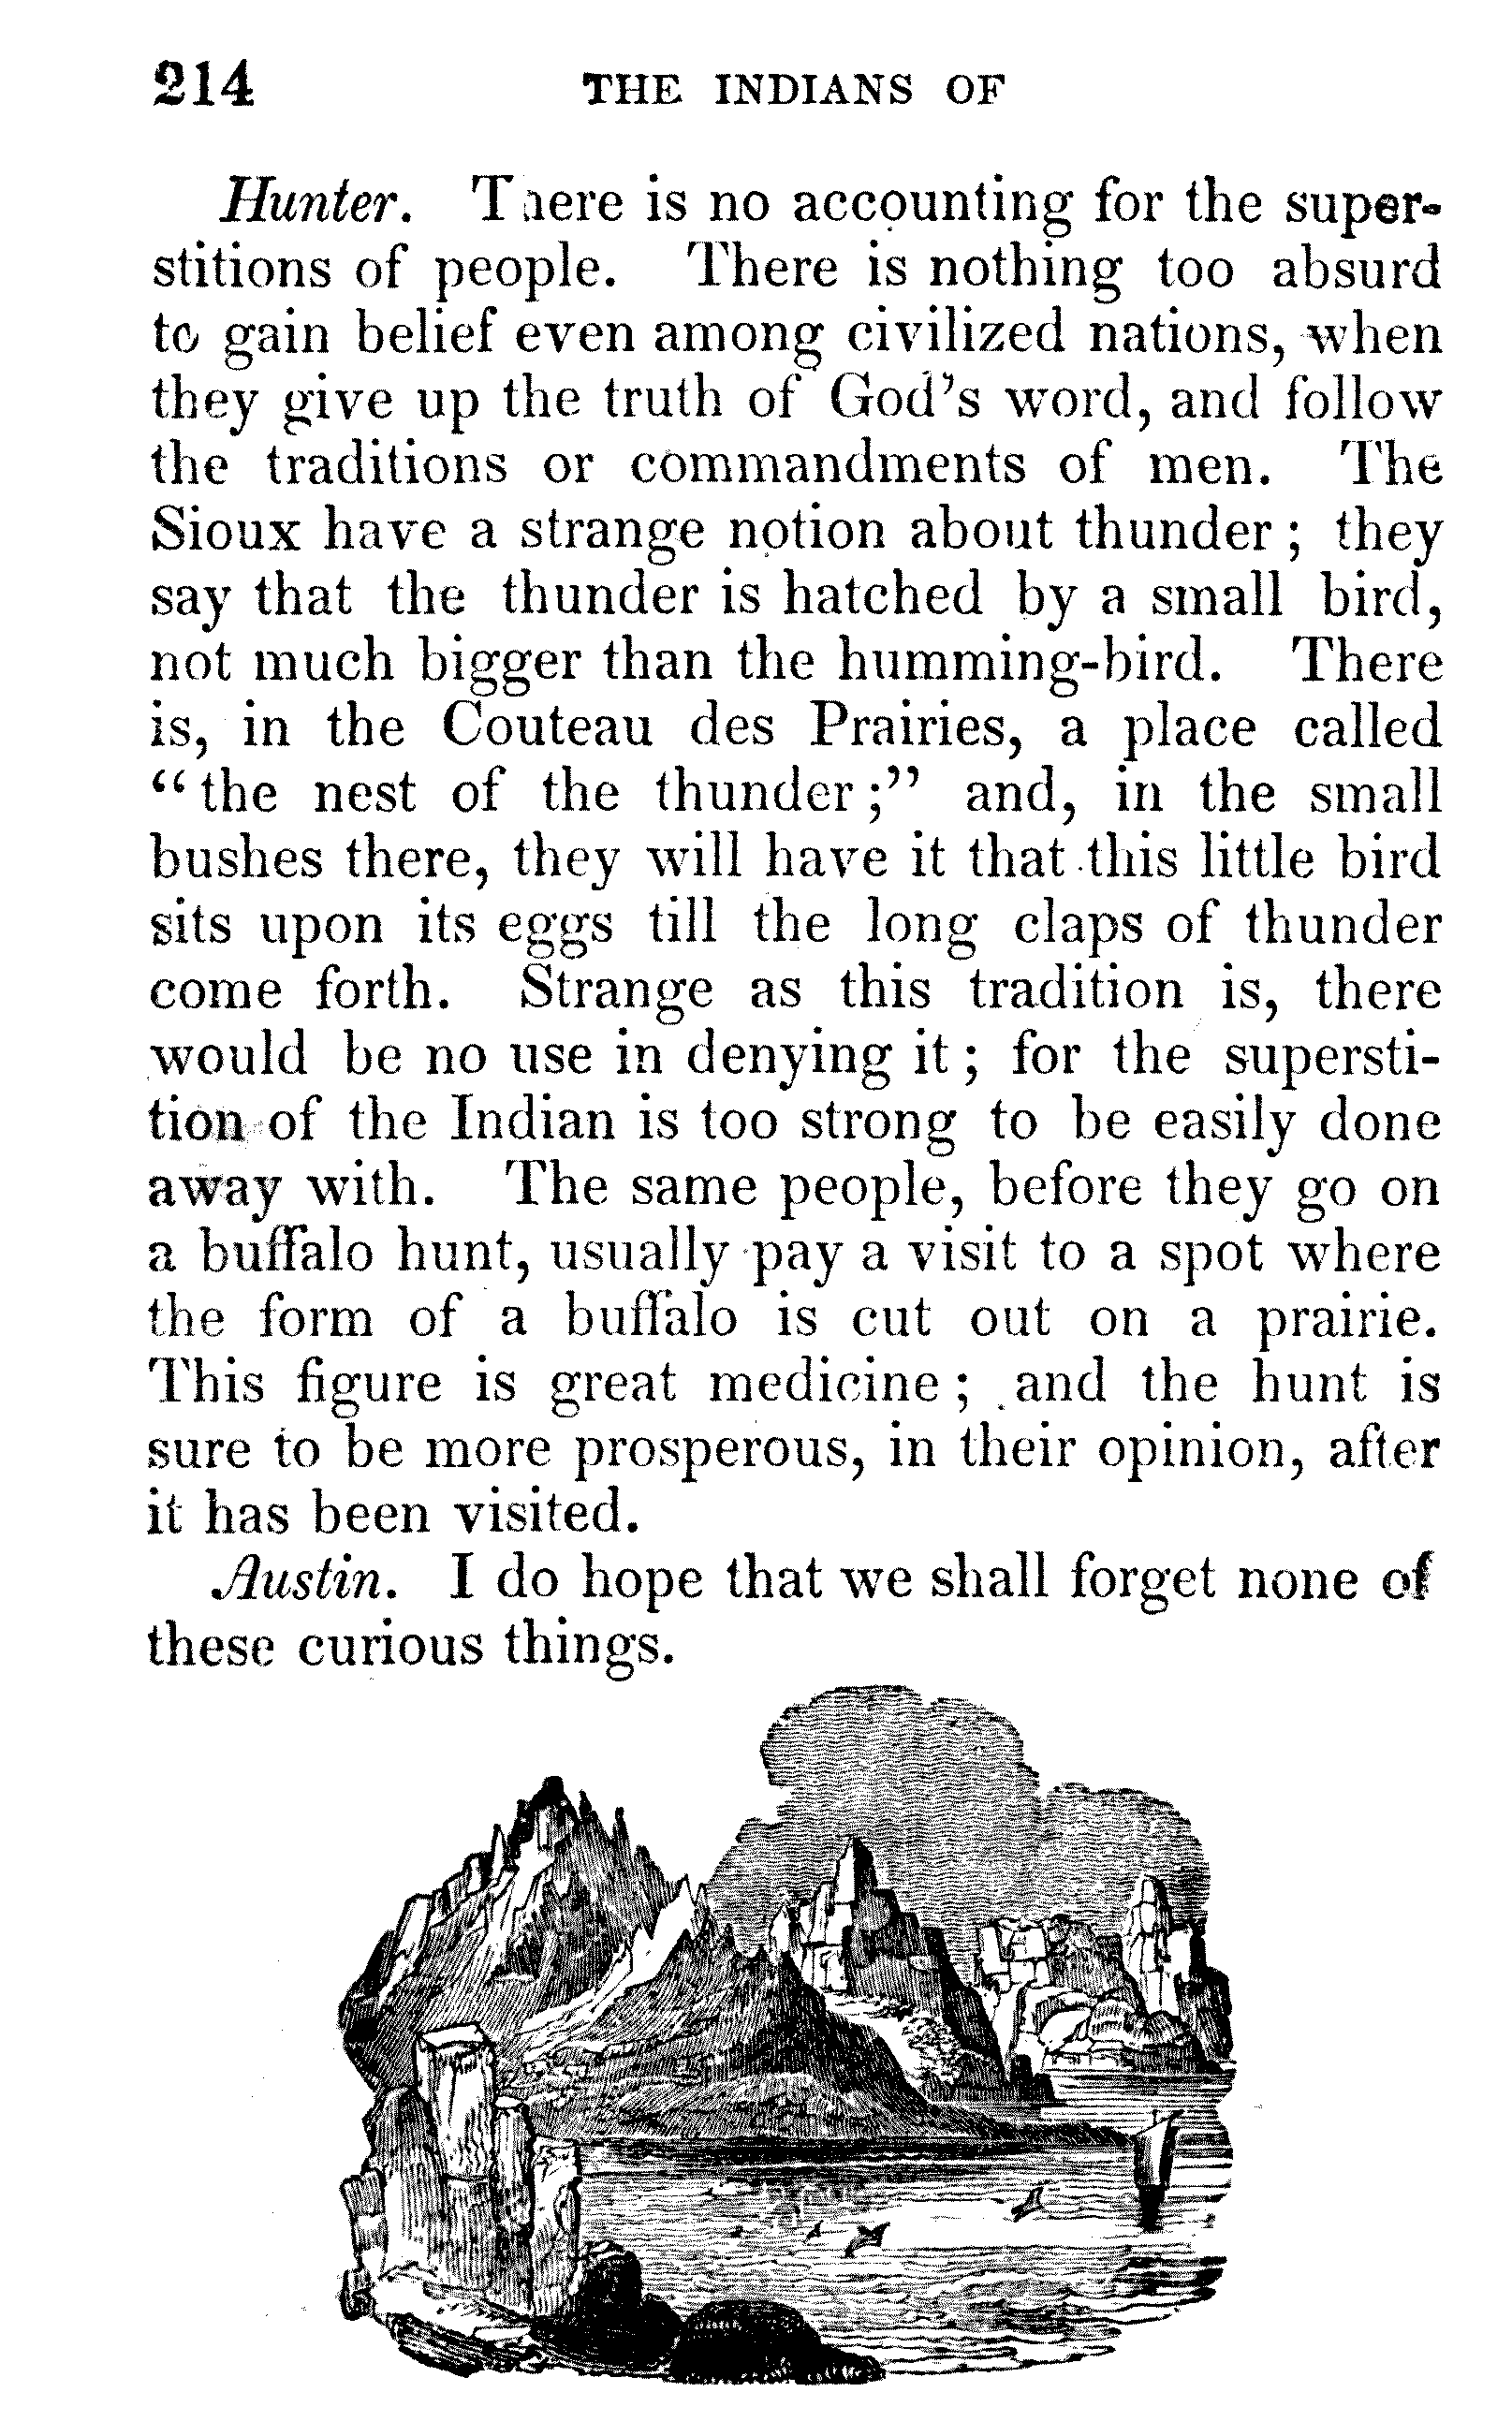 214 THE INDIANS OF
Hunter. There is no accounting for the super-
stitions of people. There is nothing too absurd
to gain belief even among civilized nations, when
they give up the truth of God's word, and follow
the traditions or commandments of men. The
Sioux have a strange notion about thunder; they
say that the thunder is hatched by a small bird,
not much bigger than the humming-bird. There
is, in the Couteau des Prairies, a place called
“the nest of the thunder;” and, in the small
bushes there, they will have it that this little bird
sits upon its eggs till the long claps of thunder
come forth. Strange as this tradition is, there
would be no use in denying it; for the supersti-
tion of the Indian is too strong to be easily done
away with. The same people, before they go on
a buffalo hunt, usually pay a visit to a spot where
the form of a buffalo is cut out on a prairie.
This figure is great medicine; and the hunt is
sure to be more prosperous, in their opinion, after
it has been visited.
Austin. I do hope that we shall forget none of
these curious things.